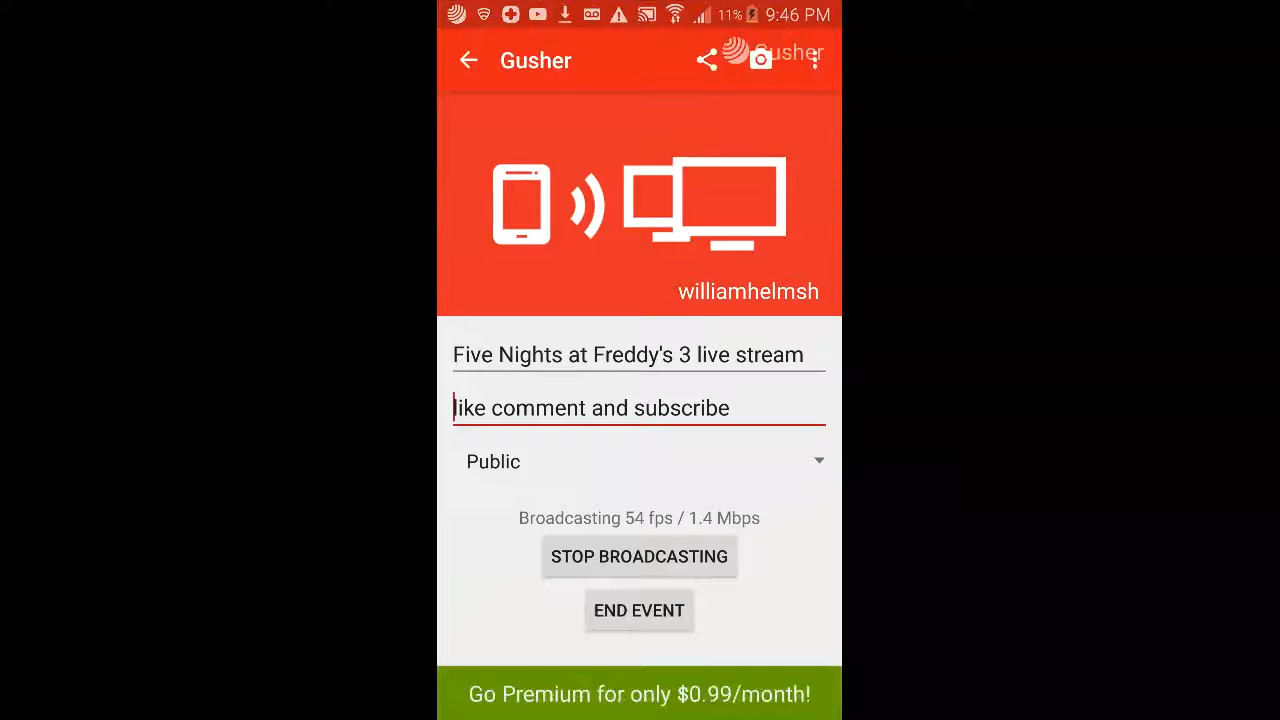 11% 9:46 PM
Gusher
Gusher
williamhelmsh
Five Nights at Freddy's 3 live stream
like comment and subscribe
Public
Broadcasting 54 fps / 1.4 Mbps
STOP BROADCASTING
END EVENT
Go Premium for only $0.99/month!